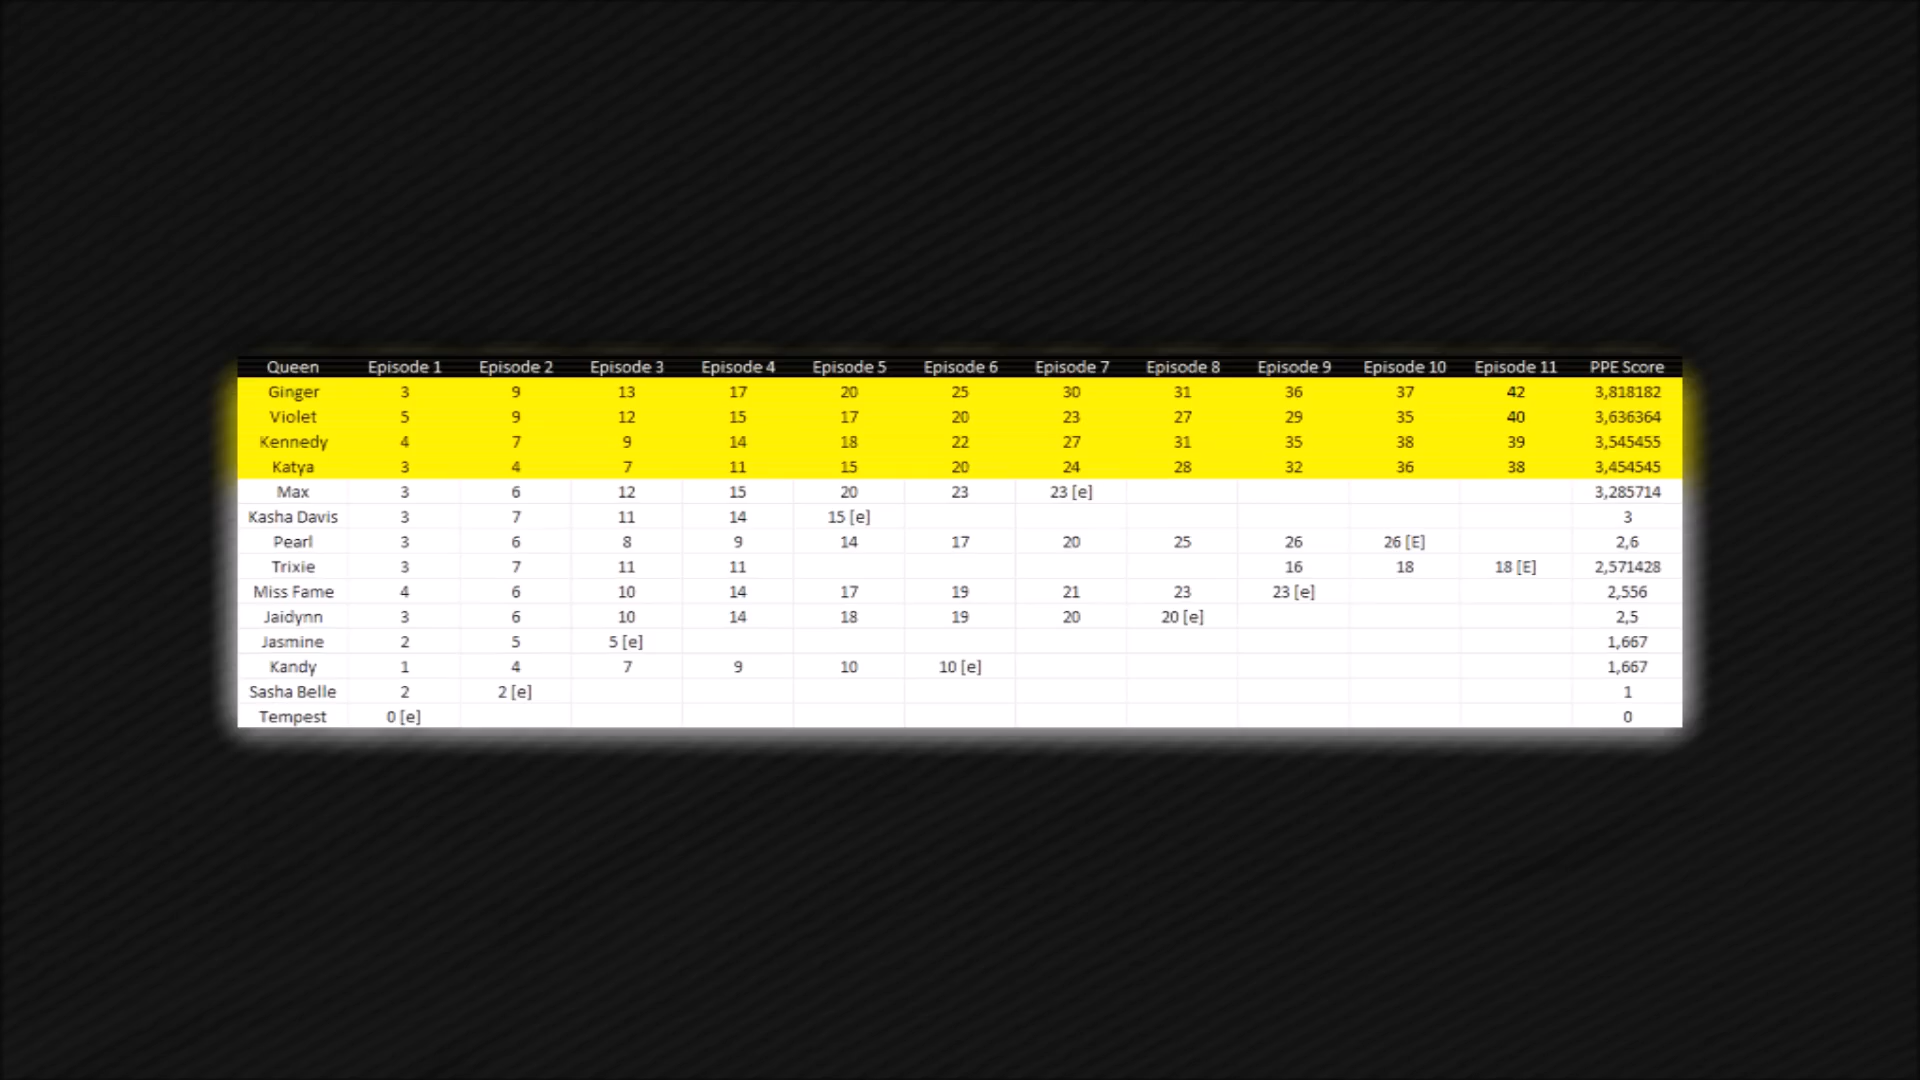 Queen Episode 1 Episode 2 Episode 3 Episode 4 Episode 5 Episode 6 Episode 7 Episode 8 Episode 9 Episode 10 Episode 11 PPE Score
Ginger 3 9 13 17 20 25 30 31 36 37 42 3,818182
Violet 5 9 12 15 17 20 23 27 29 35 40 3,636364
Kennedy 4 7 9 14 18 22 27 31 35 38 39 3,545455
Katya 3 4 7 11 15 20 24 28 32 36 38 3,454545
Max 3 6 12 15 20 23 23 [e] 3,285714
Kasha Davis 3 7 11 14 15 [e] 3
Pearl 3 6 8 9 14 17 20 25 26 26 [E] 2,6
Trixie 3 7 11 11 16 18 18 [E] 2,571428
Miss Fame 4 6 10 14 17 19 21 23 23 [e] 2,556
Jaidynn 3 6 10 14 18 19 20 20 [e] 2,5
Jasmine 2 5 5 [e] 1,667
Kandy 1 4 7 9 10 10 [e] 1,667
Sasha Belle 2 2 [e] 1
Tempest 0 [e] 0